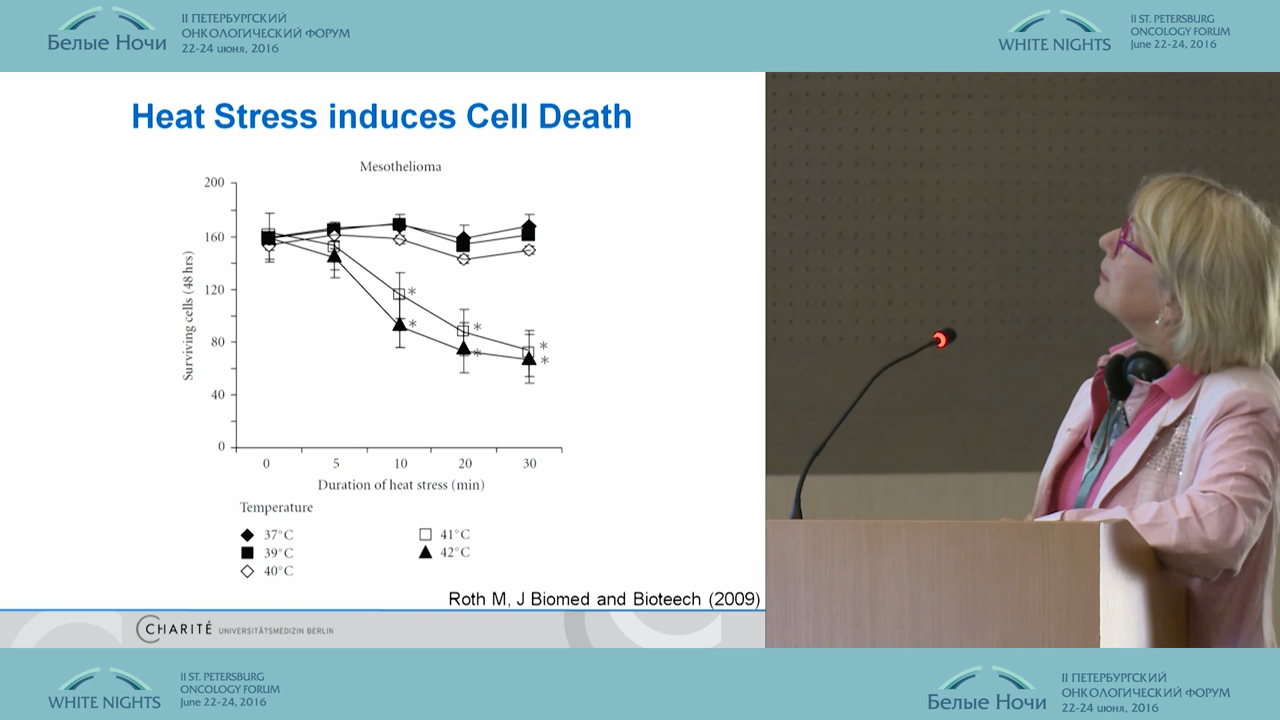 II ПЕТЕРБУРГСКИЙ
ОНКОЛОГИЧЕСКИЙ ФОРУМ
22-24 июня, 2016
Белые Ночи
WHITE NIGHTS
II ST. PETERSBURG
ONCOLOGY FORUM
June 22-24, 2016
Heat Stress induces Cell Death
Mesothelioma
200
160
120
80
40
0
Surviving cells (48 hrs)
* * * * * *
0 5 10 20 30
Duration of heat stress (min)
Temperature
37°C
39°C
40°C
41°C
42°C
Roth M, J Biomed and Bioteech (2009)
CHARITÉ UNIVERSITÄTSMEDIZIN BERLIN
WHITE NIGHTS
II ST. PETERSBURG
ONCOLOGY FORUM
June 22-24, 2016
Белые Ночи
II ПЕТЕРБУРГСКИЙ
ОНКОЛОГИЧЕСКИЙ ФОРУМ
22-24 июня, 2016